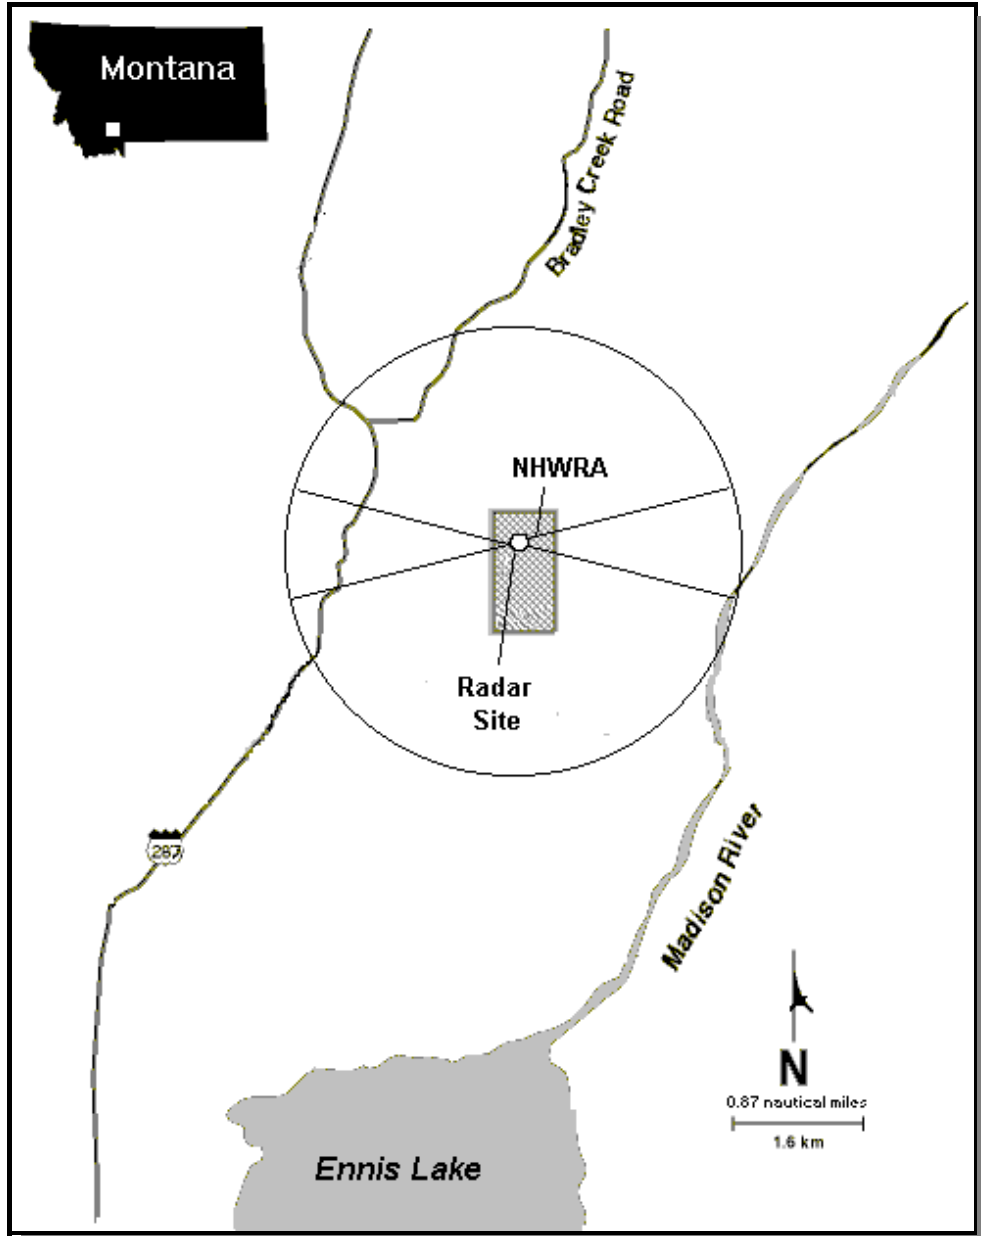 Montana
Bradley Creek Road
NHWRA
Radar
Site
287
Madison River
N
0.87 nautical miles
1.6 km
Ennis Lake